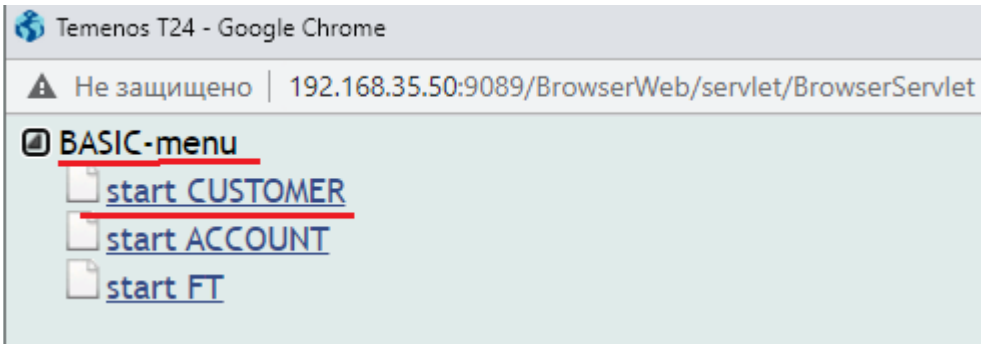 Temenos T24 - Google Chrome
Не защищено | 192.168.35.50:9089/BrowserWeb/servlet/BrowserServlet
BASIC-menu
start CUSTOMER
start ACCOUNT
start FT